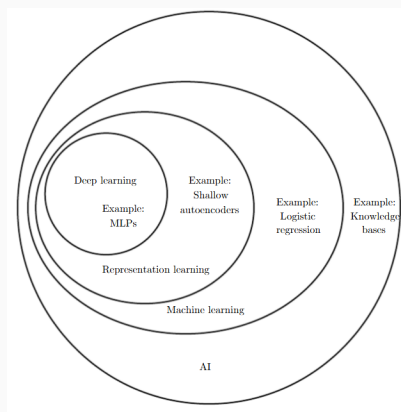 Deep learning
Example:
MLPs
Example:
Shallow
autoencoders
Example:
Logistic
regression
Example:
Knowledge
bases
Representation learning
Machine learning
AI